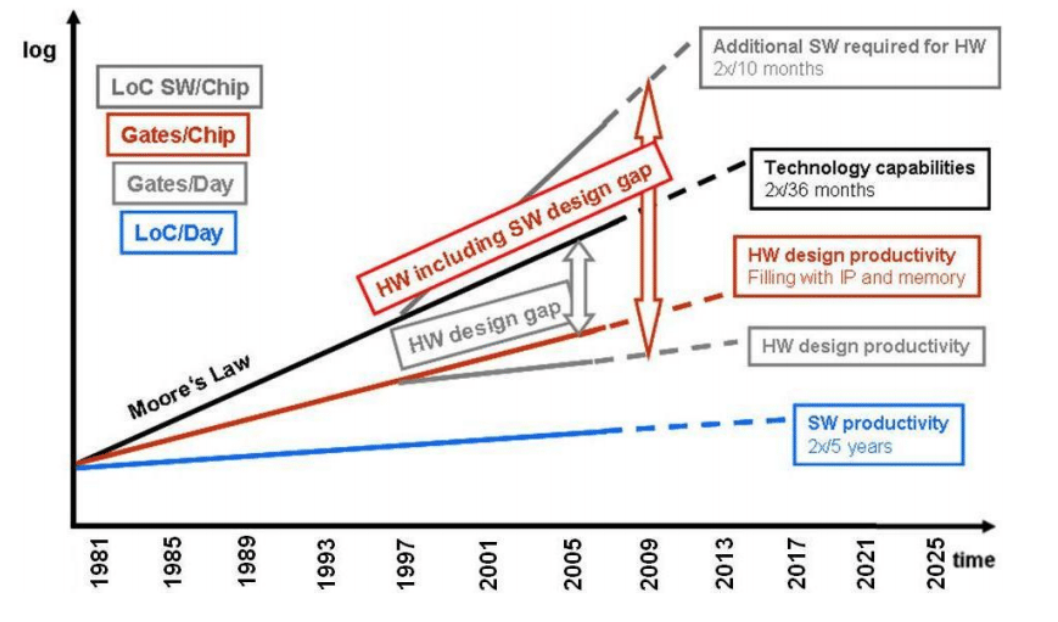 log
LoC SW/Chip
Gates/Chip
Gates/Day
LoC/Day
Additional SW required for HW
2x/10 months
Technology capabilities
2x/36 months
HW including SW design gap
HW design productivity
Filling with IP and memory
HW design gap
HW design productivity
Moore's Law
SW productivity
2x/5 years
1981
1985
1989
1993
1997
2001
2005
2009
2013
2017
2021
2025
time